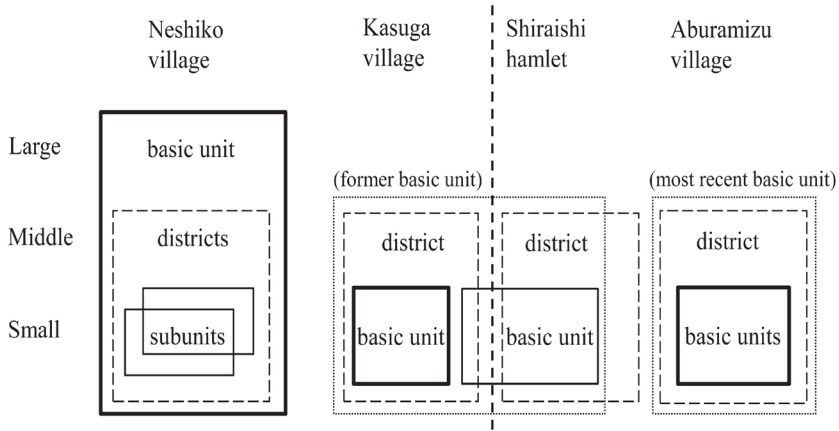 Neshiko
village
Kasuga
village
Shiraishi
hamlet
Aburamizu
village
Large
basic unit
(former basic unit)
(most recent basic unit)
Middle
districts
district
district
district
Small
subunits
basic unit
basic unit
basic units